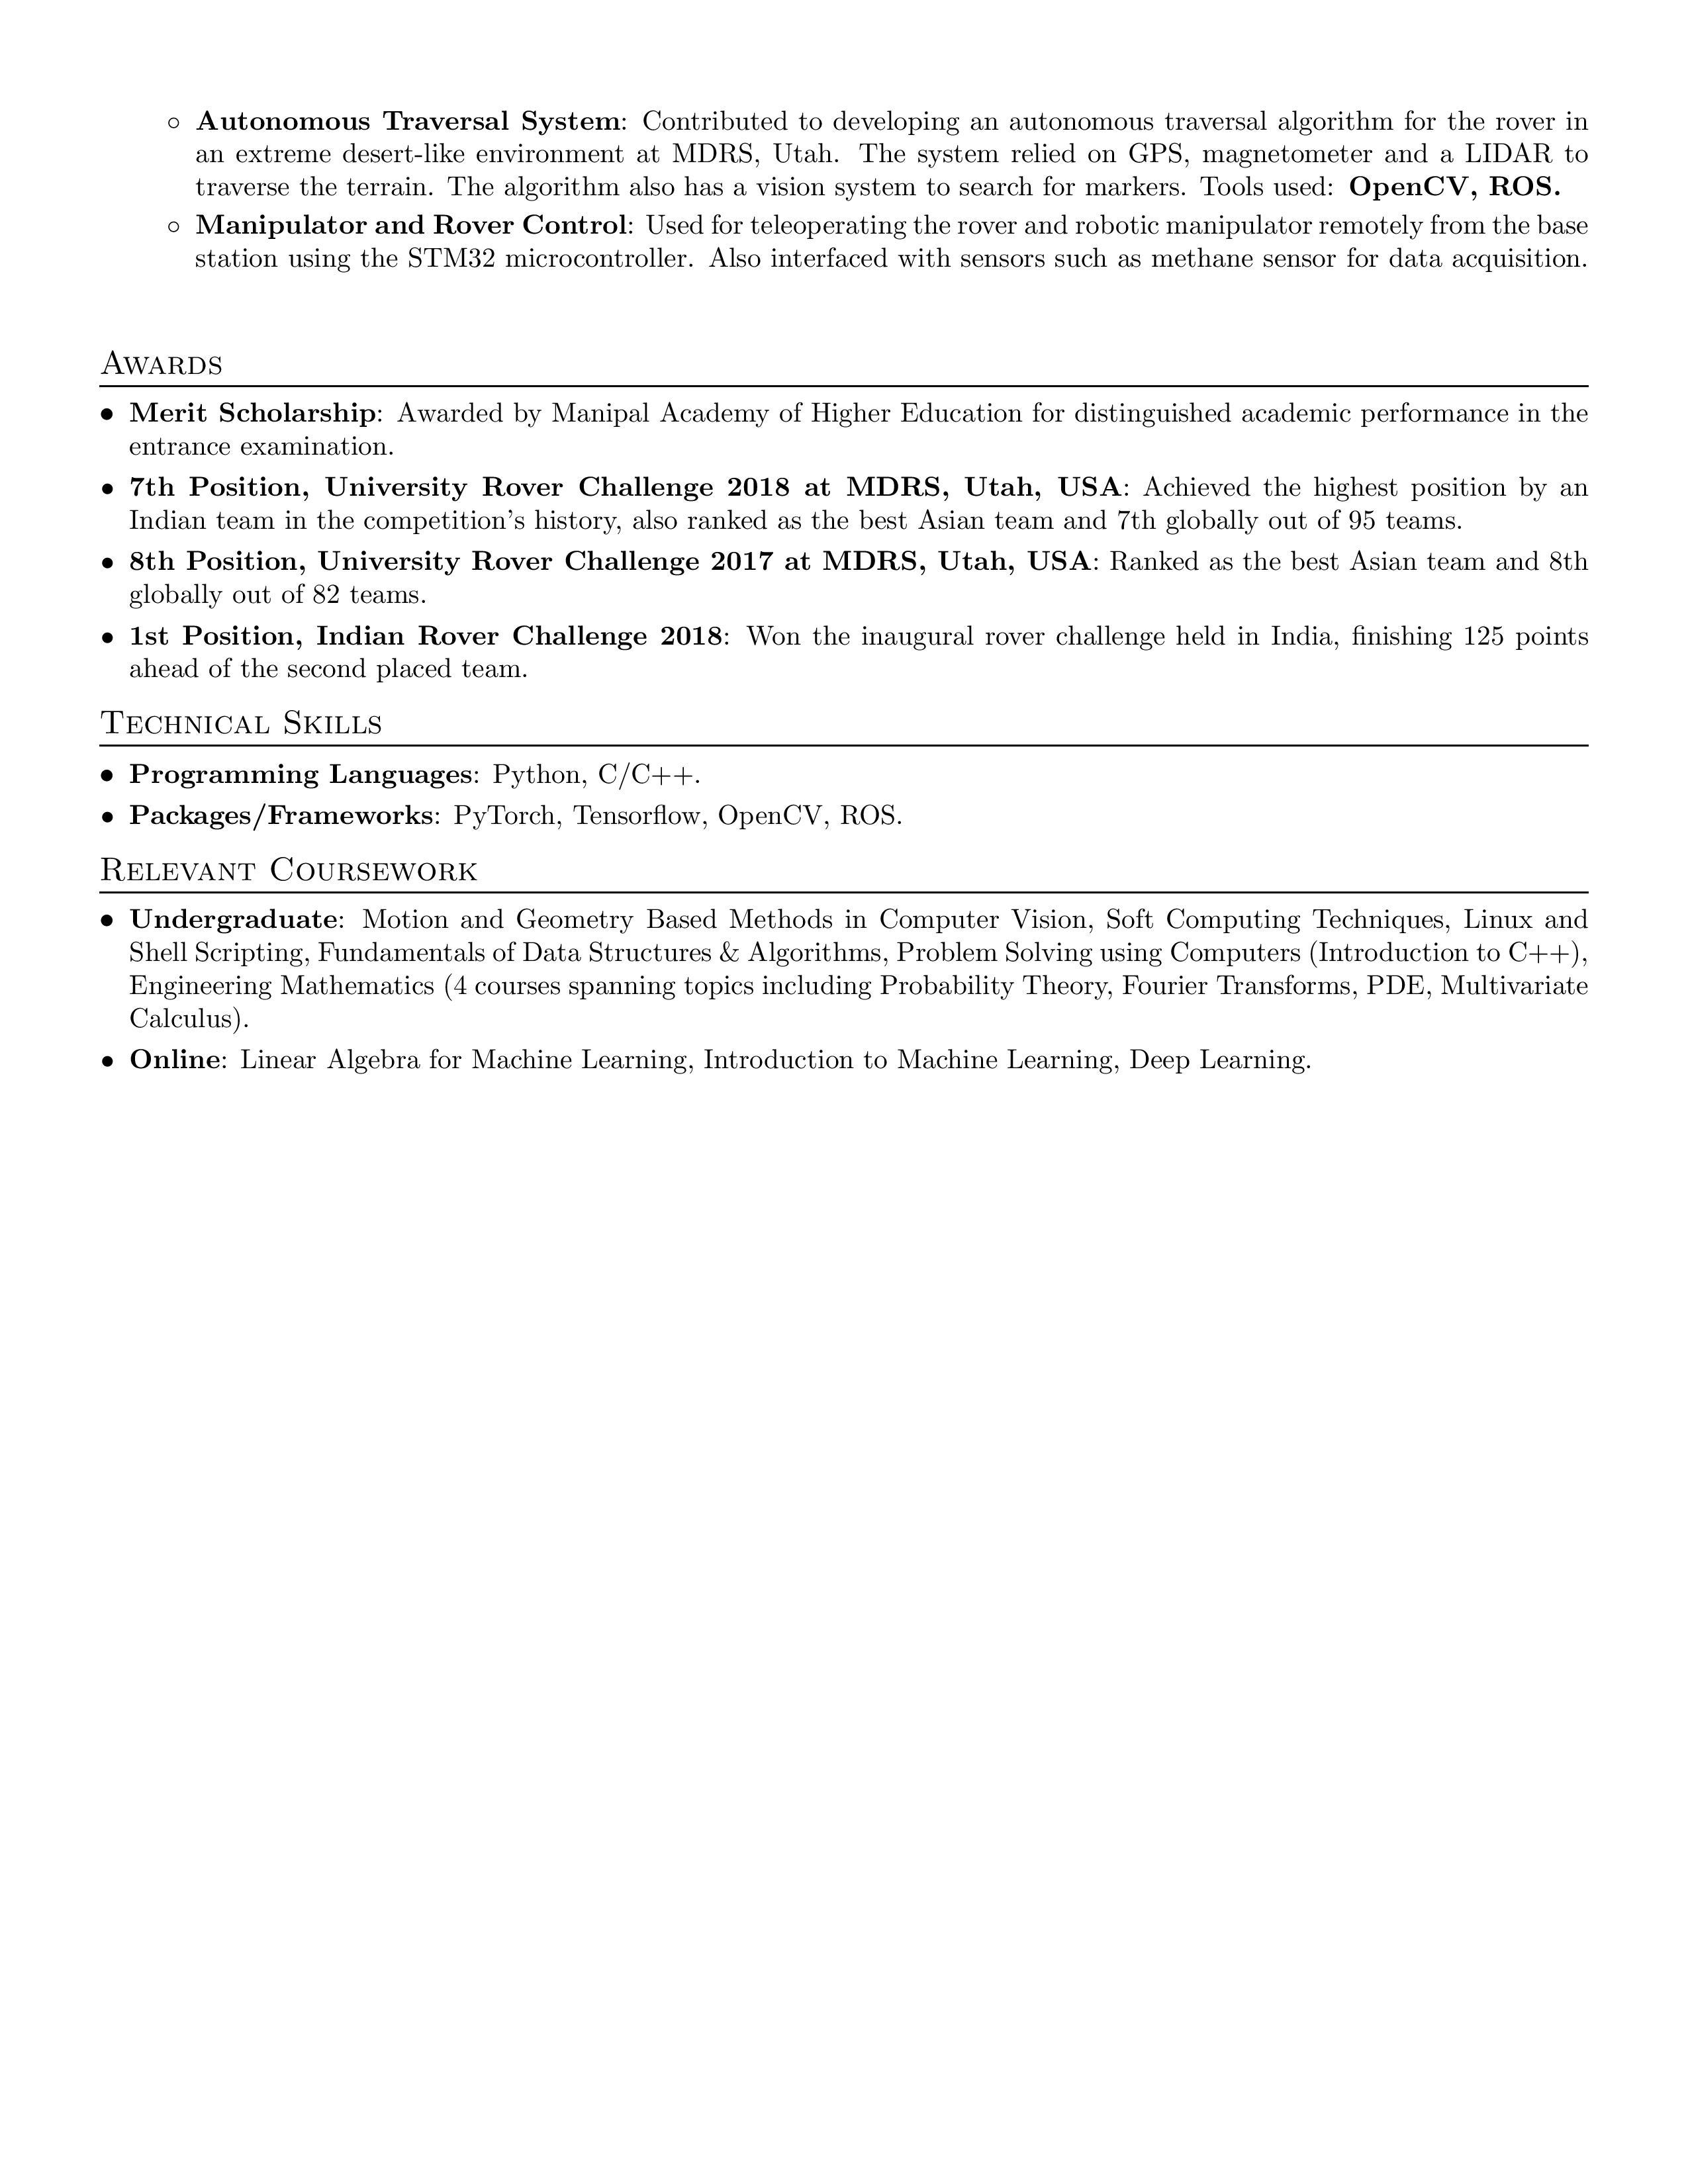 ◦ Autonomous Traversal System: Contributed to developing an autonomous traversal algorithm for the rover in
an extreme desert-like environment at MDRS, Utah. The system relied on GPS, magnetometer and a LIDAR to
traverse the terrain. The algorithm also has a vision system to search for markers. Tools used: OpenCV, ROS.
◦ Manipulator and Rover Control: Used for teleoperating the rover and robotic manipulator remotely from the base
station using the STM32 microcontroller. Also interfaced with sensors such as methane sensor for data acquisition.
Awards
• Merit Scholarship: Awarded by Manipal Academy of Higher Education for distinguished academic performance in the
entrance examination.
• 7th Position, University Rover Challenge 2018 at MDRS, Utah, USA: Achieved the highest position by an
Indian team in the competition's history, also ranked as the best Asian team and 7th globally out of 95 teams.
• 8th Position, University Rover Challenge 2017 at MDRS, Utah, USA: Ranked as the best Asian team and 8th
globally out of 82 teams.
• 1st Position, Indian Rover Challenge 2018: Won the inaugural rover challenge held in India, finishing 125 points
ahead of the second placed team.
Technical Skills
• Programming Languages: Python, C/C++.
• Packages/Frameworks: PyTorch, Tensorflow, OpenCV, ROS.
Relevant Coursework
• Undergraduate: Motion and Geometry Based Methods in Computer Vision, Soft Computing Techniques, Linux and
Shell Scripting, Fundamentals of Data Structures & Algorithms, Problem Solving using Computers (Introduction to C++),
Engineering Mathematics (4 courses spanning topics including Probability Theory, Fourier Transforms, PDE, Multivariate
Calculus).
• Online: Linear Algebra for Machine Learning, Introduction to Machine Learning, Deep Learning.